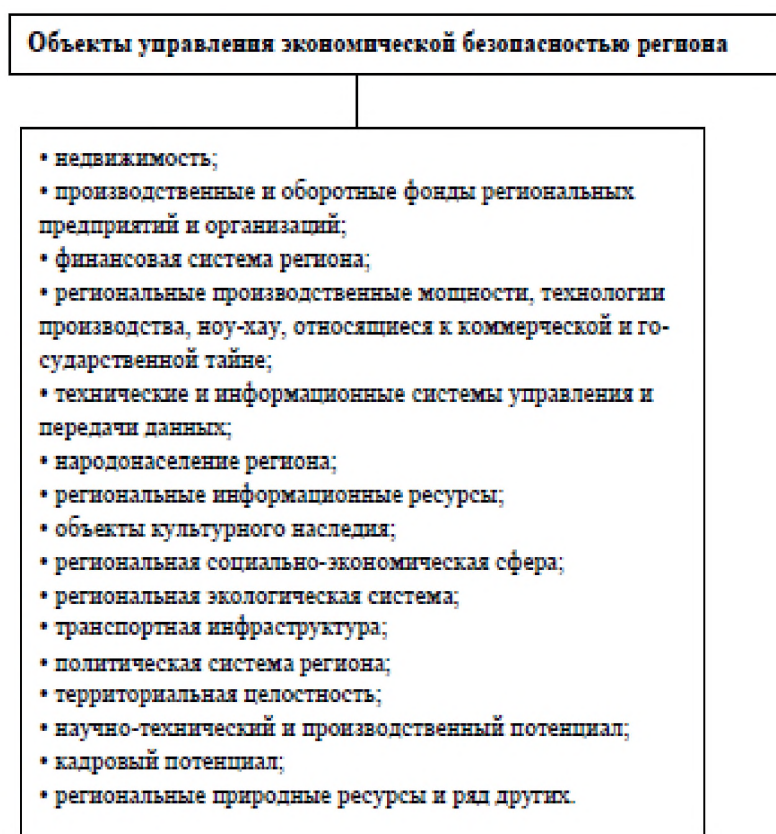 Объекты управления экономической безопасностью региона
• недвижимость;
• производственные и оборотные фонды региональных
предприятий и организаций;
• финансовая система региона;
• региональные производственные мощности, технологии
производства, ноу-хау, относящиеся к коммерческой и го-
сударственной тайне;
• технические и информационные системы управления и
передачи данных;
• народонаселение региона;
• региональные информационные ресурсы;
• объекты культурного наследия;
• региональная социально-экономическая сфера;
• региональная экологическая система;
• транспортная инфраструктура;
• политическая система региона;
• территориальная целостность;
• научно-технический и производственный потенциал;
• кадровый потенциал;
• региональные природные ресурсы и ряд других.